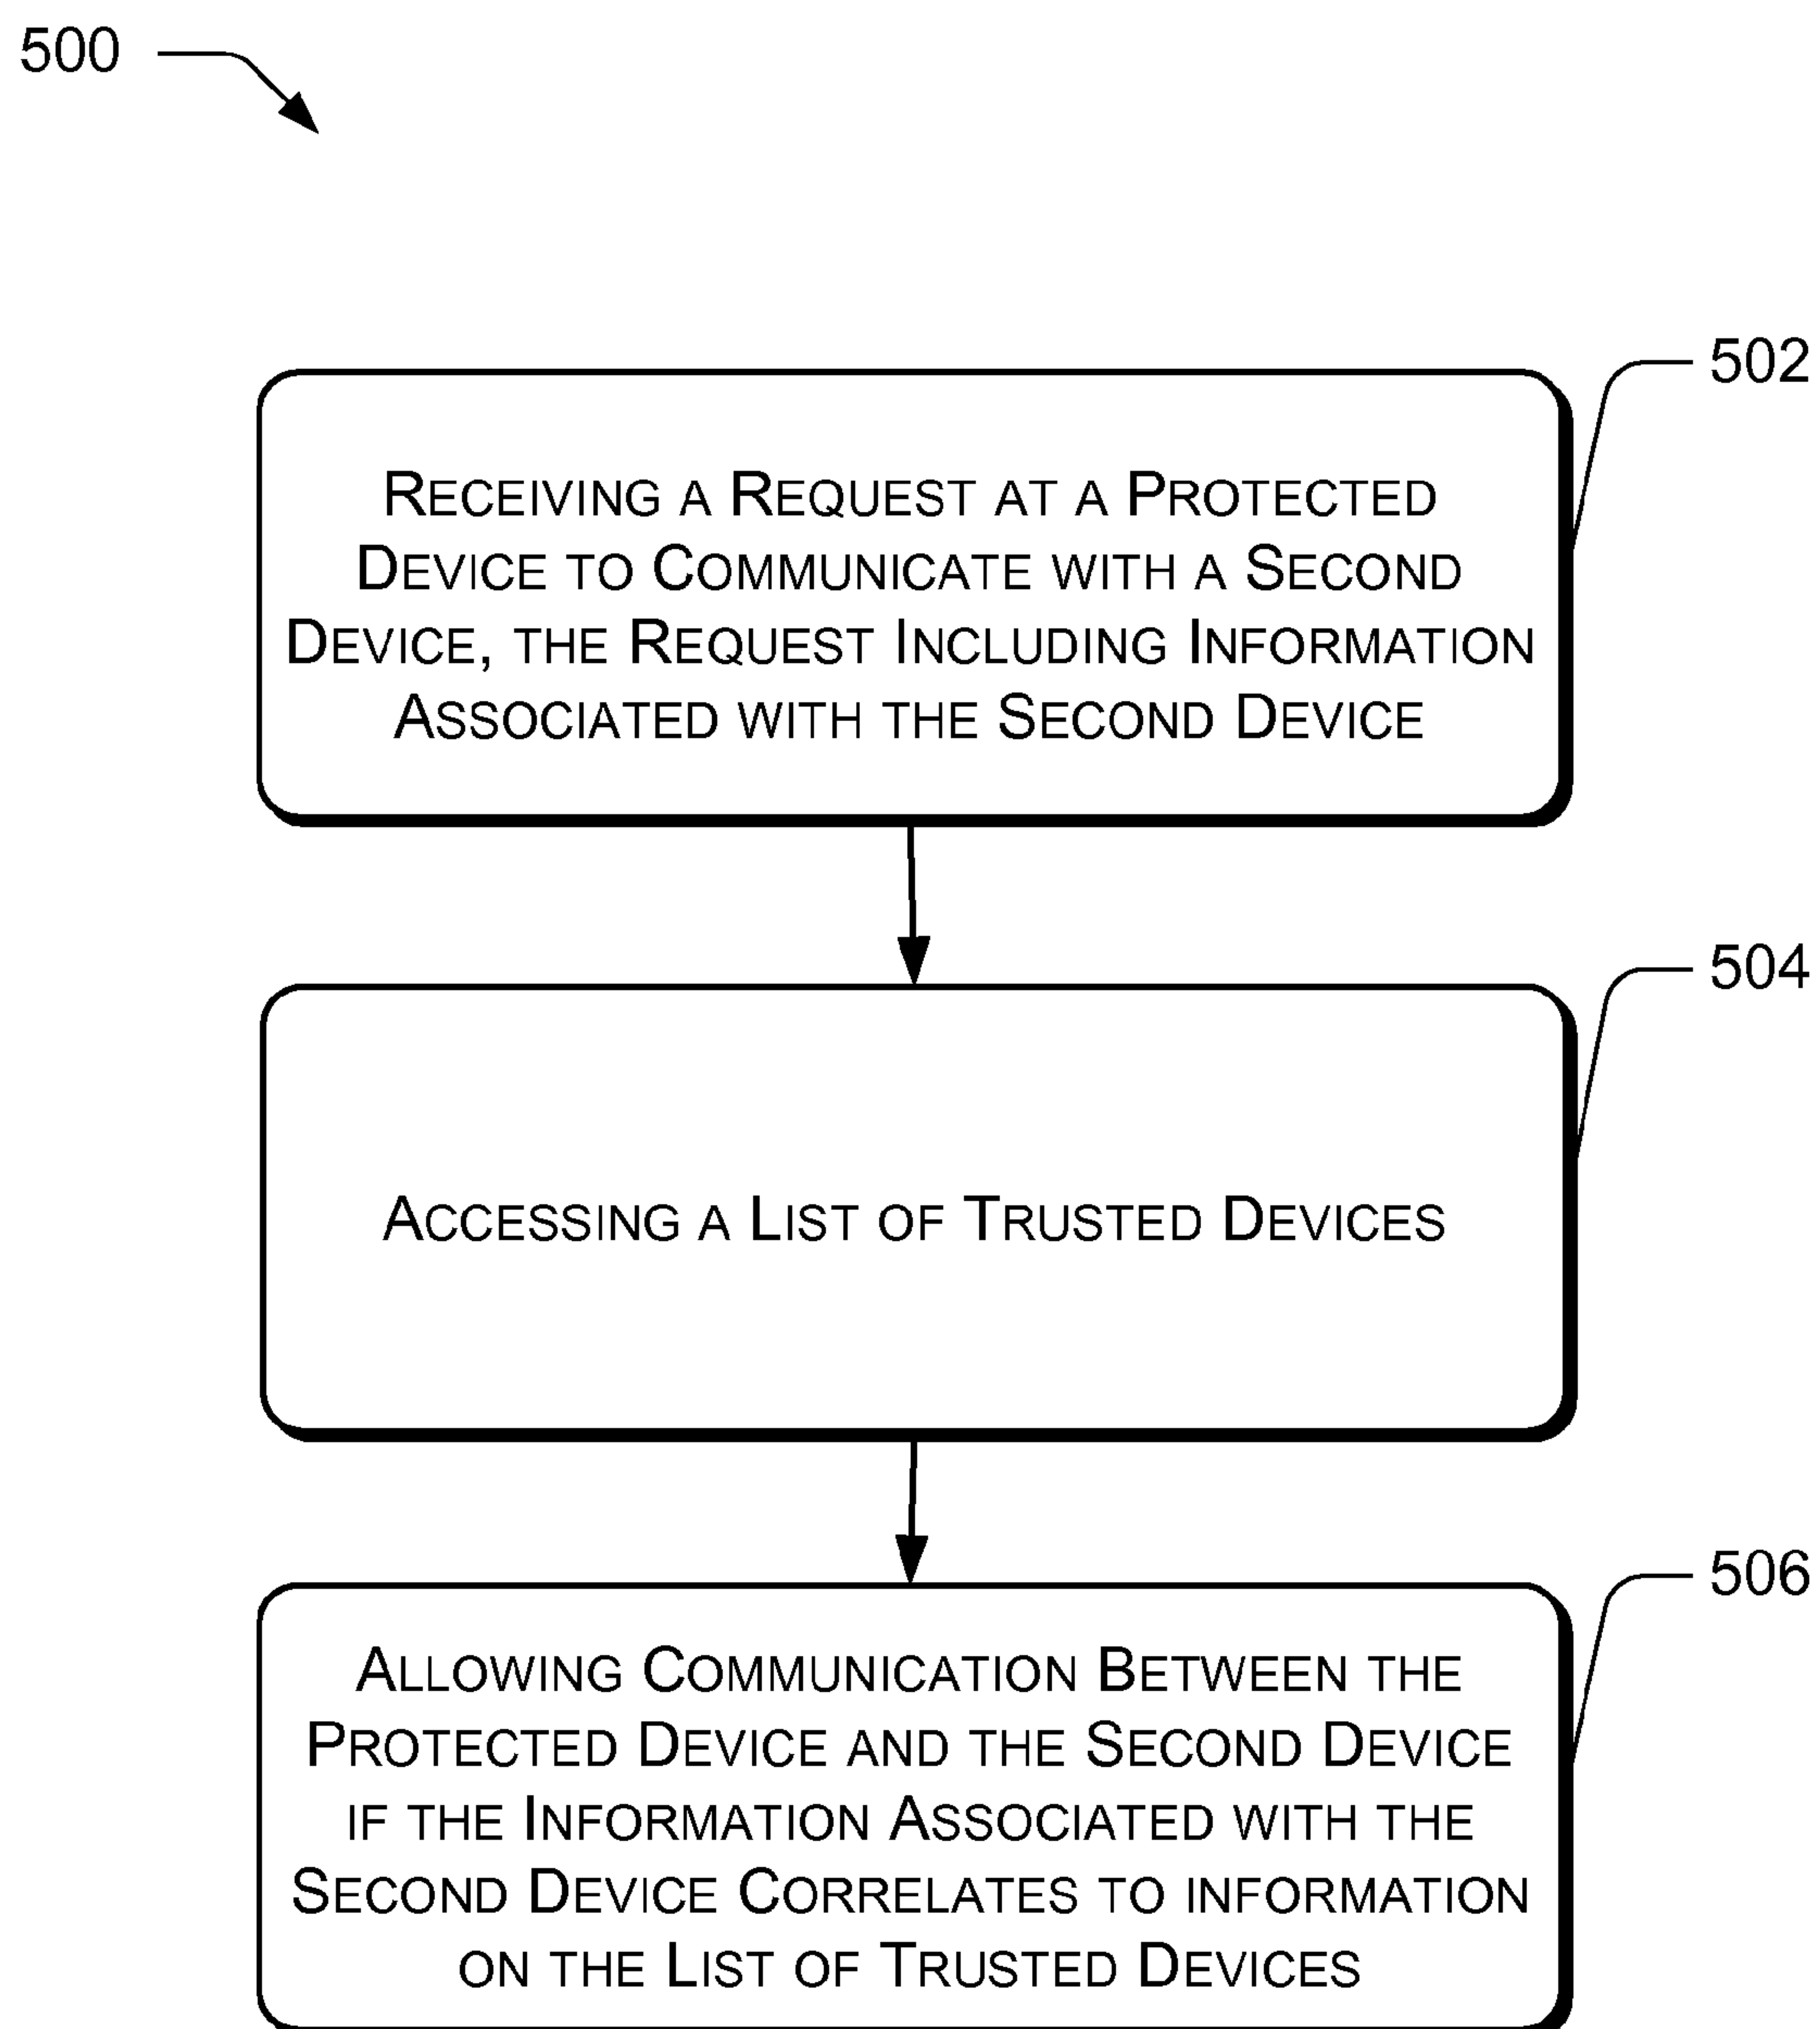 500
502
RECEIVING A REQUEST AT A PROTECTED
DEVICE TO COMMUNICATE WITH A SECOND
DEVICE, THE REQUEST INCLUDING INFORMATION
ASSOCIATED WITH THE SECOND DEVICE
504
ACCESSING A LIST OF TRUSTED DEVICES
506
ALLOWING COMMUNICATION BETWEEN THE
PROTECTED DEVICE AND THE SECOND DEVICE
IF THE INFORMATION ASSOCIATED WITH THE
SECOND DEVICE CORRELATES TO INFORMATION
ON THE LIST OF TRUSTED DEVICES